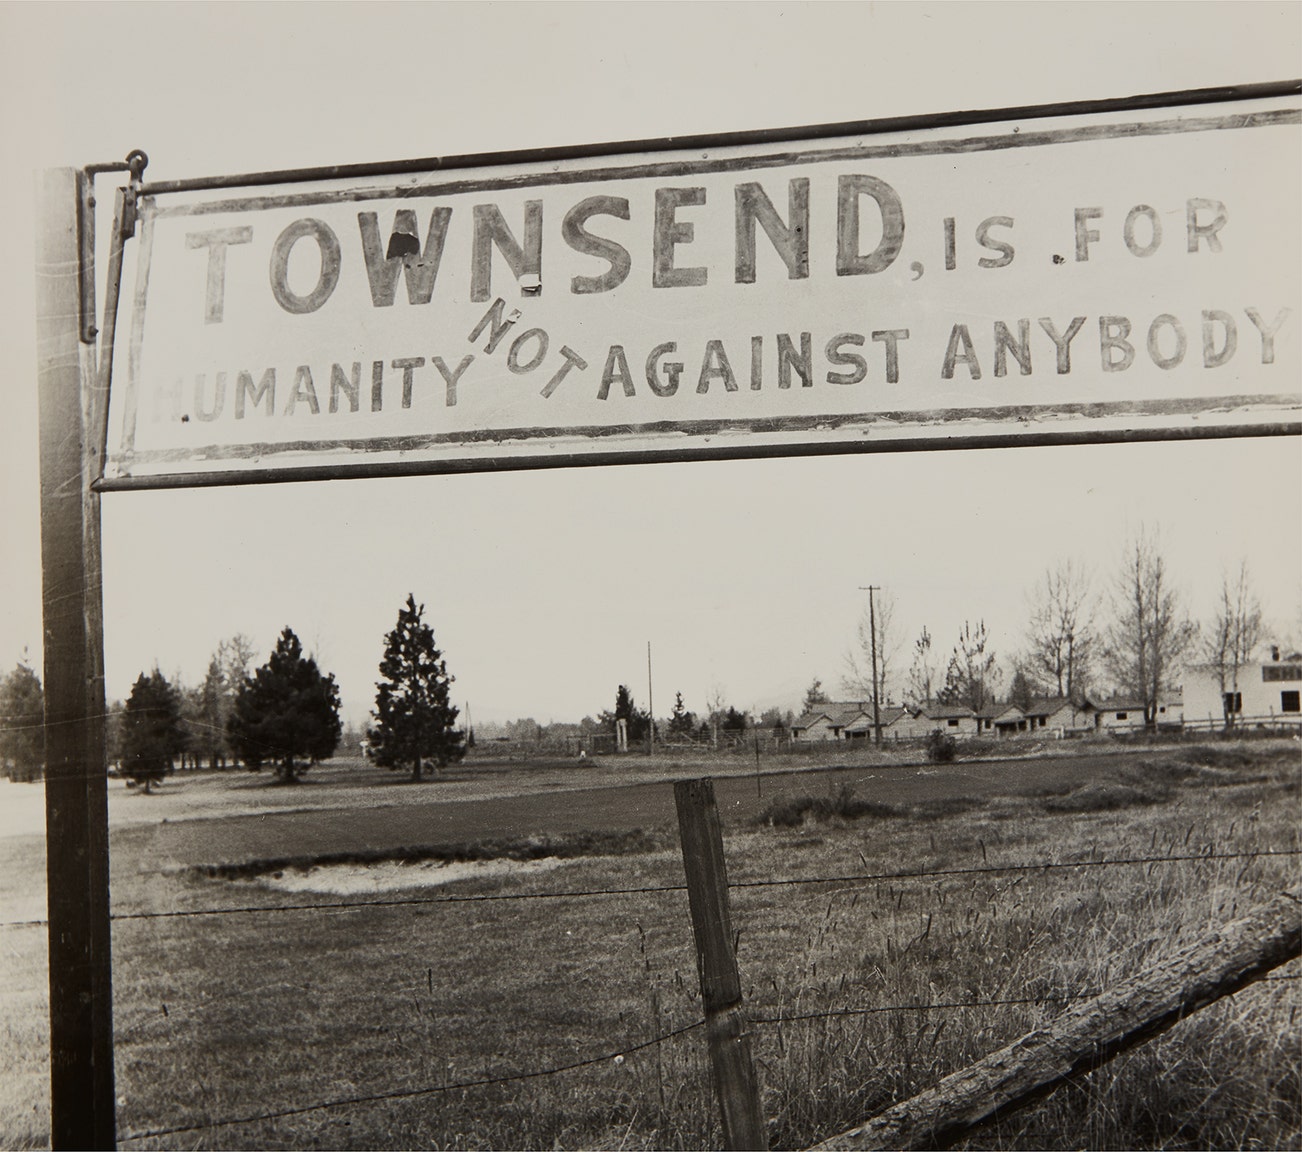 TOWNSEND, IS FOR
HUMANITY NOT AGAINST ANYBODY